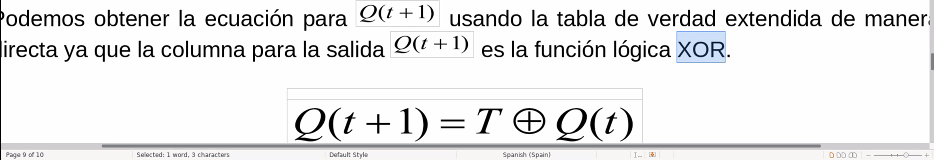 Podemos obtener la ecuación para Q(t+1) usando la tabla de verdad extendida de maner
directa ya que la columna para la salida Q(t+1) es la función lógica XOR.
Q(t+1) = T ⊕ Q(t)
Page 9 of 10 Selected: 1 word, 3 characters Default Style Spanish (Spain)